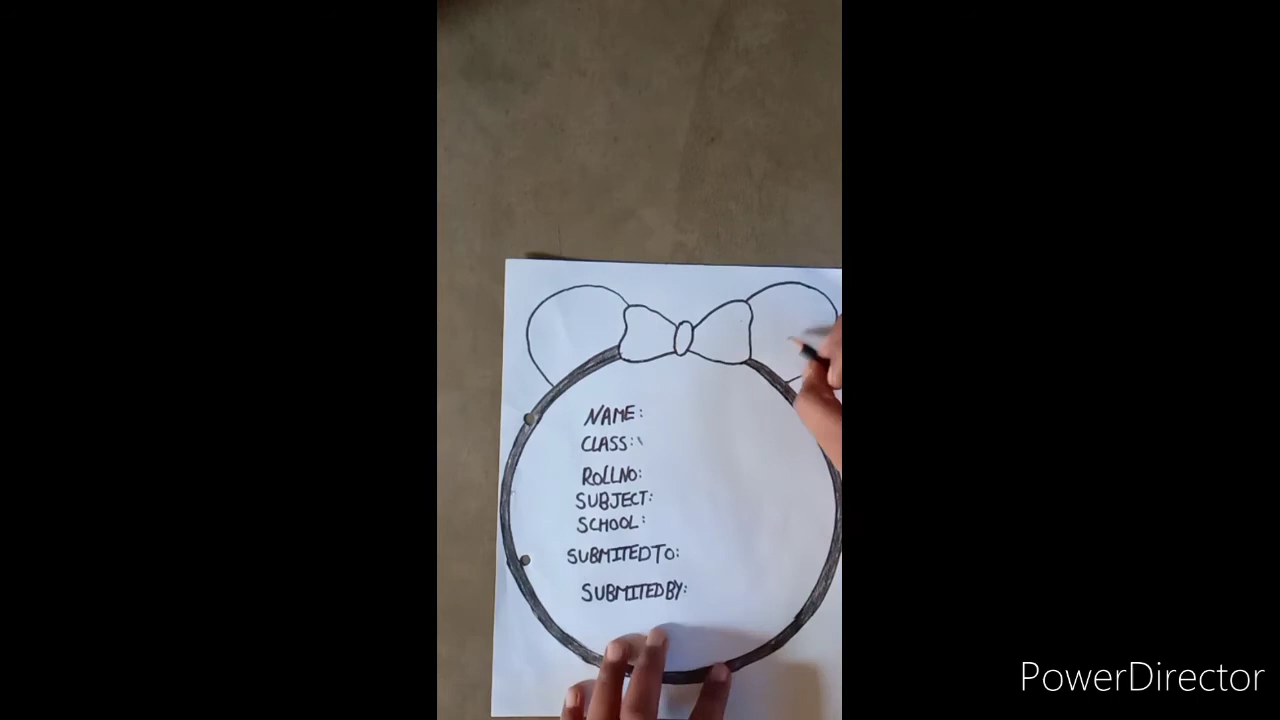 NAME:
CLASS:
ROLLNO:
SUBJECT:
SCHOOL:
SUBMITEDTO:
SUBMITEDBY:
PowerDirector